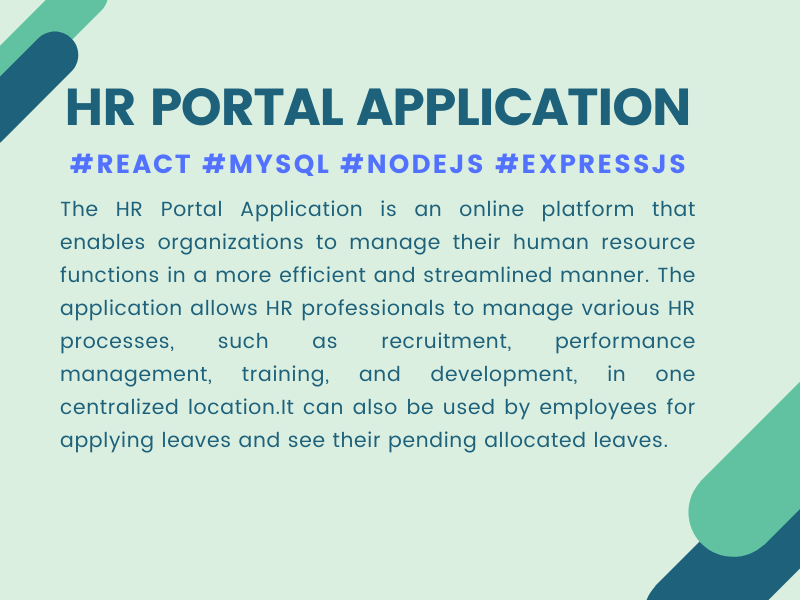 HR PORTAL APPLICATION
#REACT #MYSQL #NODEJS #EXPRESSJS
The HR Portal Application is an online platform that
enables organizations to manage their human resource
functions in a more efficient and streamlined manner. The
application allows HR professionals to manage various HR
processes, such as recruitment, performance
management, training, and development, in one
centralized location.It can also be used by employees for
applying leaves and see their pending allocated leaves.